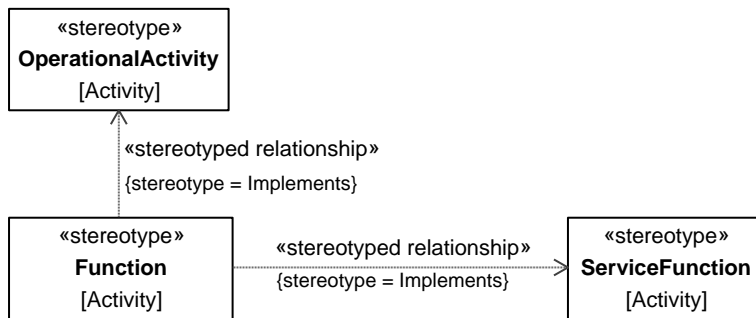 «stereotype»
OperationalActivity
[Activity]
«stereotyped relationship»
{stereotype = Implements}
«stereotype»
Function
[Activity]
«stereotyped relationship»
{stereotype = Implements}
«stereotype»
ServiceFunction
[Activity]